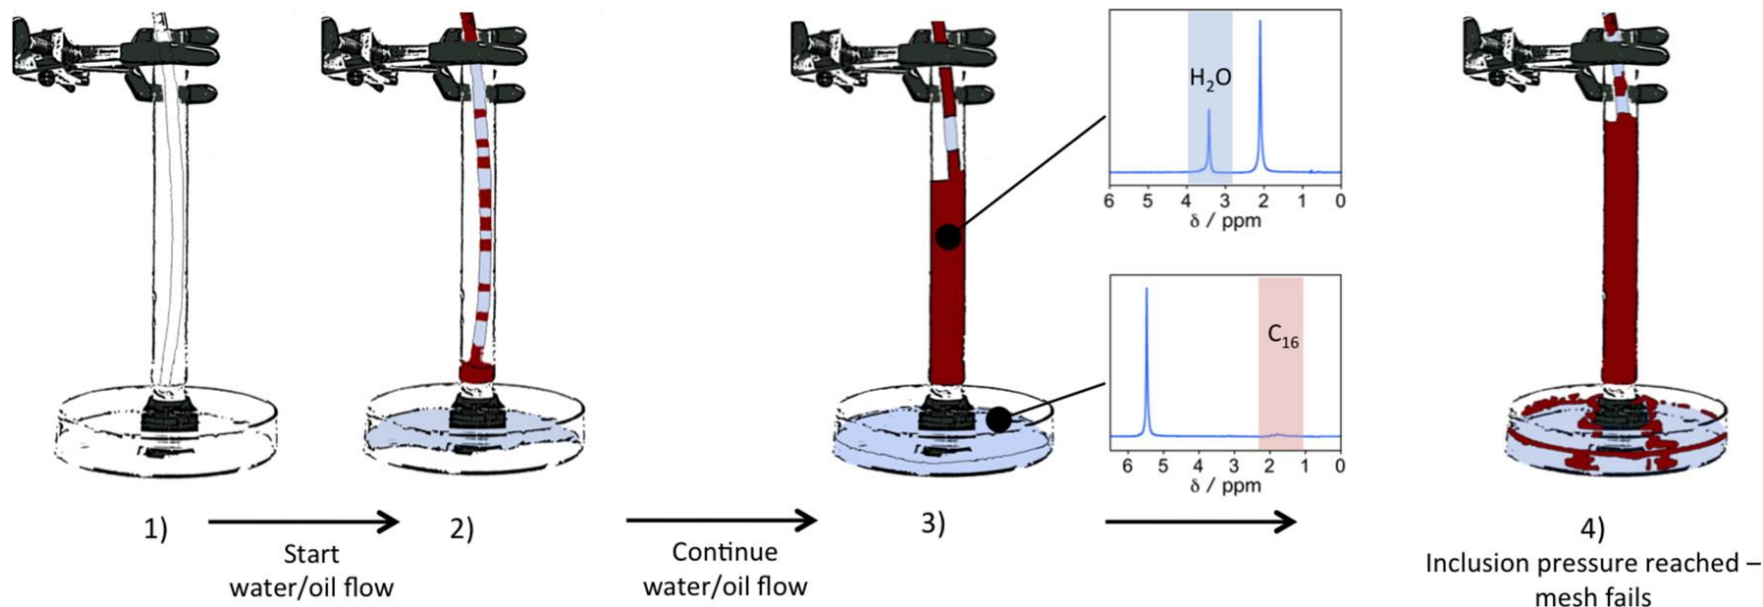 H₂O
6 5 4 3 2 1 0
δ / ppm
C₁₆
6 5 4 3 2 1 0
δ / ppm
1)
Start
water/oil flow
2)
Continue
water/oil flow
3)
4)
Inclusion pressure reached –
mesh fails